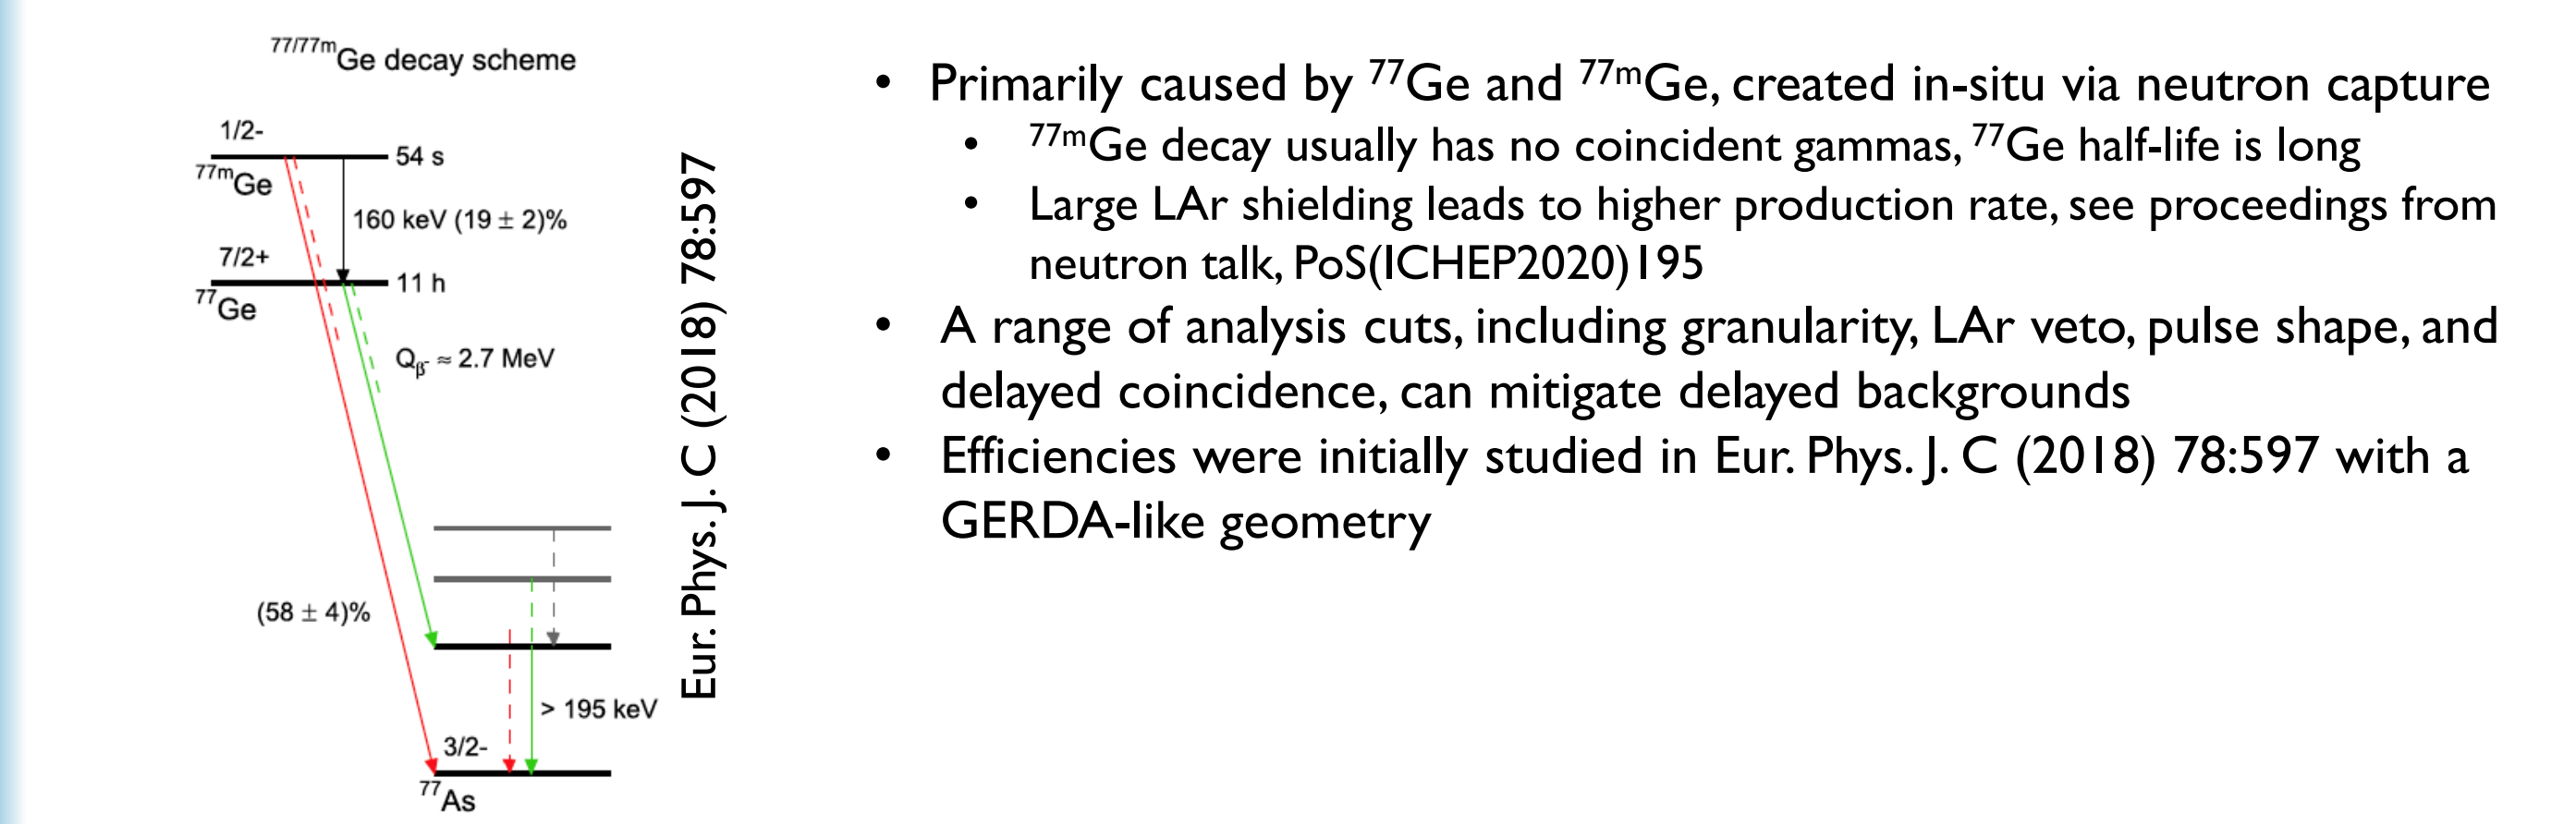 77/77mGe decay scheme
1/2-
54 s
77mGe
160 keV (19 ± 2)%
7/2+
11 h
77Ge
Qβ- ≈ 2.7 MeV
(58 ± 4)%
> 195 keV
3/2-
77As
Eur. Phys. J. C (2018) 78:597
• Primarily caused by 77Ge and 77mGe, created in-situ via neutron capture
• 77mGe decay usually has no coincident gammas, 77Ge half-life is long
• Large LAr shielding leads to higher production rate, see proceedings from
neutron talk, PoS(ICHEP2020)195
• A range of analysis cuts, including granularity, LAr veto, pulse shape, and
delayed coincidence, can mitigate delayed backgrounds
• Efficiencies were initially studied in Eur. Phys. J. C (2018) 78:597 with a
GERDA-like geometry